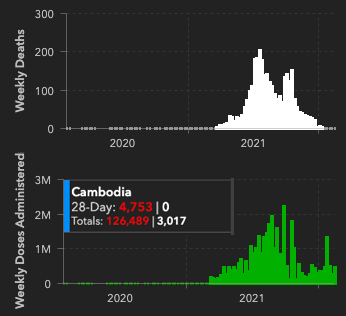 Weekly Deaths
300
200
100
0
2020
2021
Weekly Doses Administered
3M
2M
1M
0
Cambodia
28-Day: 4,753 | 0
Totals: 126,489 | 3,017
2020
2021